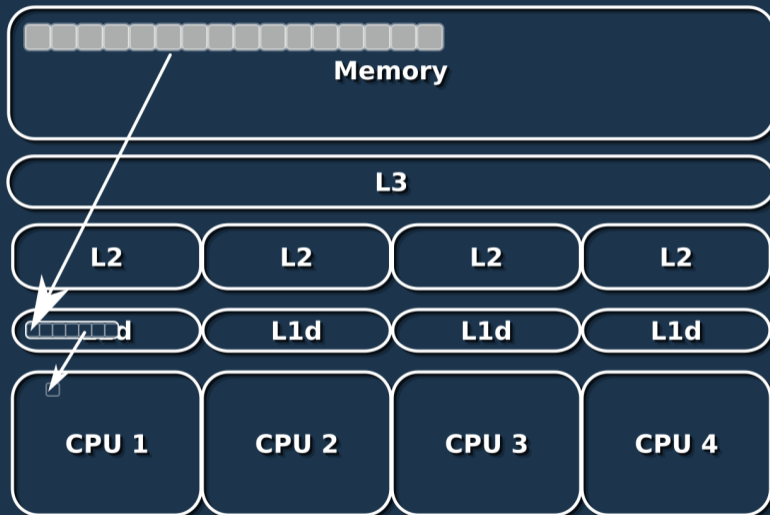 Memory
L3
L2 L2 L2 L2
L1d L1d L1d
CPU 1 CPU 2 CPU 3 CPU 4